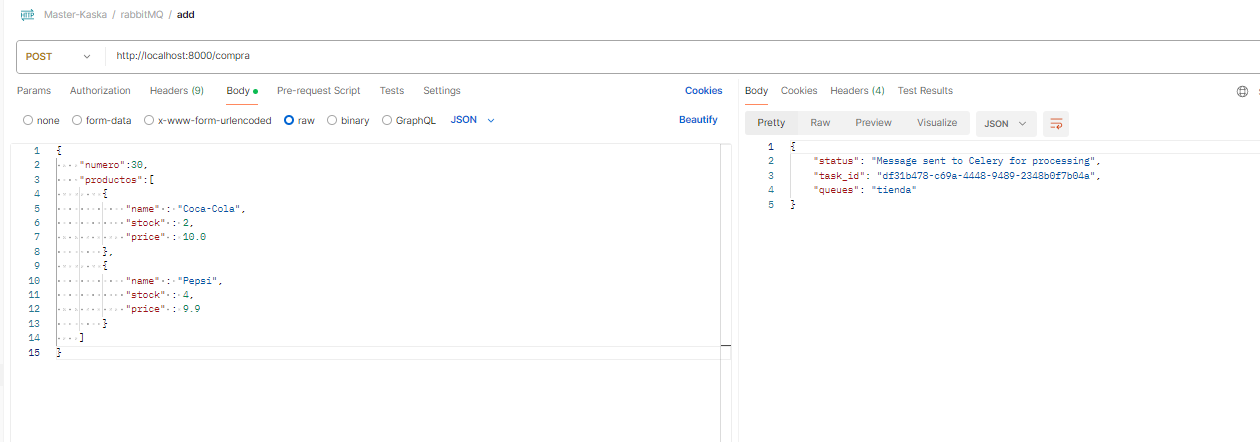 HTTP Master-Kaska / rabbitMQ / add
POST http://localhost:8000/compra
Params Authorization Headers (9) Body Pre-request Script Tests Settings Cookies
none form-data x-www-form-urlencoded raw binary GraphQL JSON Beautify
1 {
2 "numero":30,
3 "productos":[
4 {
5 "name" : "Coca-Cola",
6 "stock" : 2,
7 "price" : 10.0
8 },
9 {
10 "name" : "Pepsi",
11 "stock" : 4,
12 "price" : 9.9
13 }
14 ]
15 }
Body Cookies Headers (4) Test Results
Pretty Raw Preview Visualize JSON
1 {
2 "status": "Message sent to Celery for processing",
3 "task_id": "df31b478-c69a-4448-9489-2348b0f7b04a",
4 "queues": "tienda"
5 }